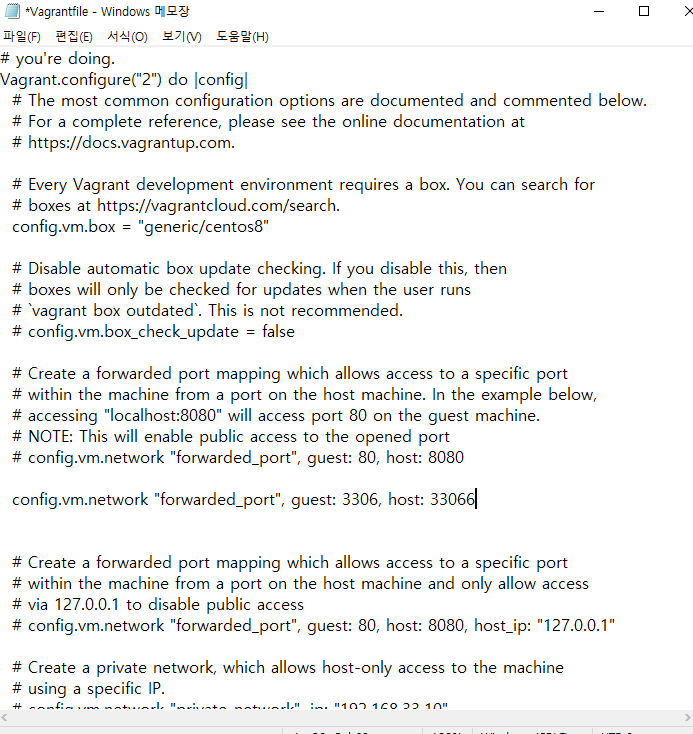 *Vagrantfile - Windows 메모장
파일(F) 편집(E) 서식(O) 보기(V) 도움말(H)
# you're doing.
Vagrant.configure("2") do |config|
# The most common configuration options are documented and commented below.
# For a complete reference, please see the online documentation at
# https://docs.vagrantup.com.
# Every Vagrant development environment requires a box. You can search for
# boxes at https://vagrantcloud.com/search.
config.vm.box = "generic/centos8"
# Disable automatic box update checking. If you disable this, then
# boxes will only be checked for updates when the user runs
# `vagrant box outdated`. This is not recommended.
# config.vm.box_check_update = false
# Create a forwarded port mapping which allows access to a specific port
# within the machine from a port on the host machine. In the example below,
# accessing "localhost:8080" will access port 80 on the guest machine.
# NOTE: This will enable public access to the opened port
# config.vm.network "forwarded_port", guest: 80, host: 8080
config.vm.network "forwarded_port", guest: 3306, host: 33066
# Create a forwarded port mapping which allows access to a specific port
# within the machine from a port on the host machine and only allow access
# via 127.0.0.1 to disable public access
# config.vm.network "forwarded_port", guest: 80, host: 8080, host_ip: "127.0.0.1"
# Create a private network, which allows host-only access to the machine
# using a specific IP.
# config.vm.network "private_network", ip: "192.168.33.10"